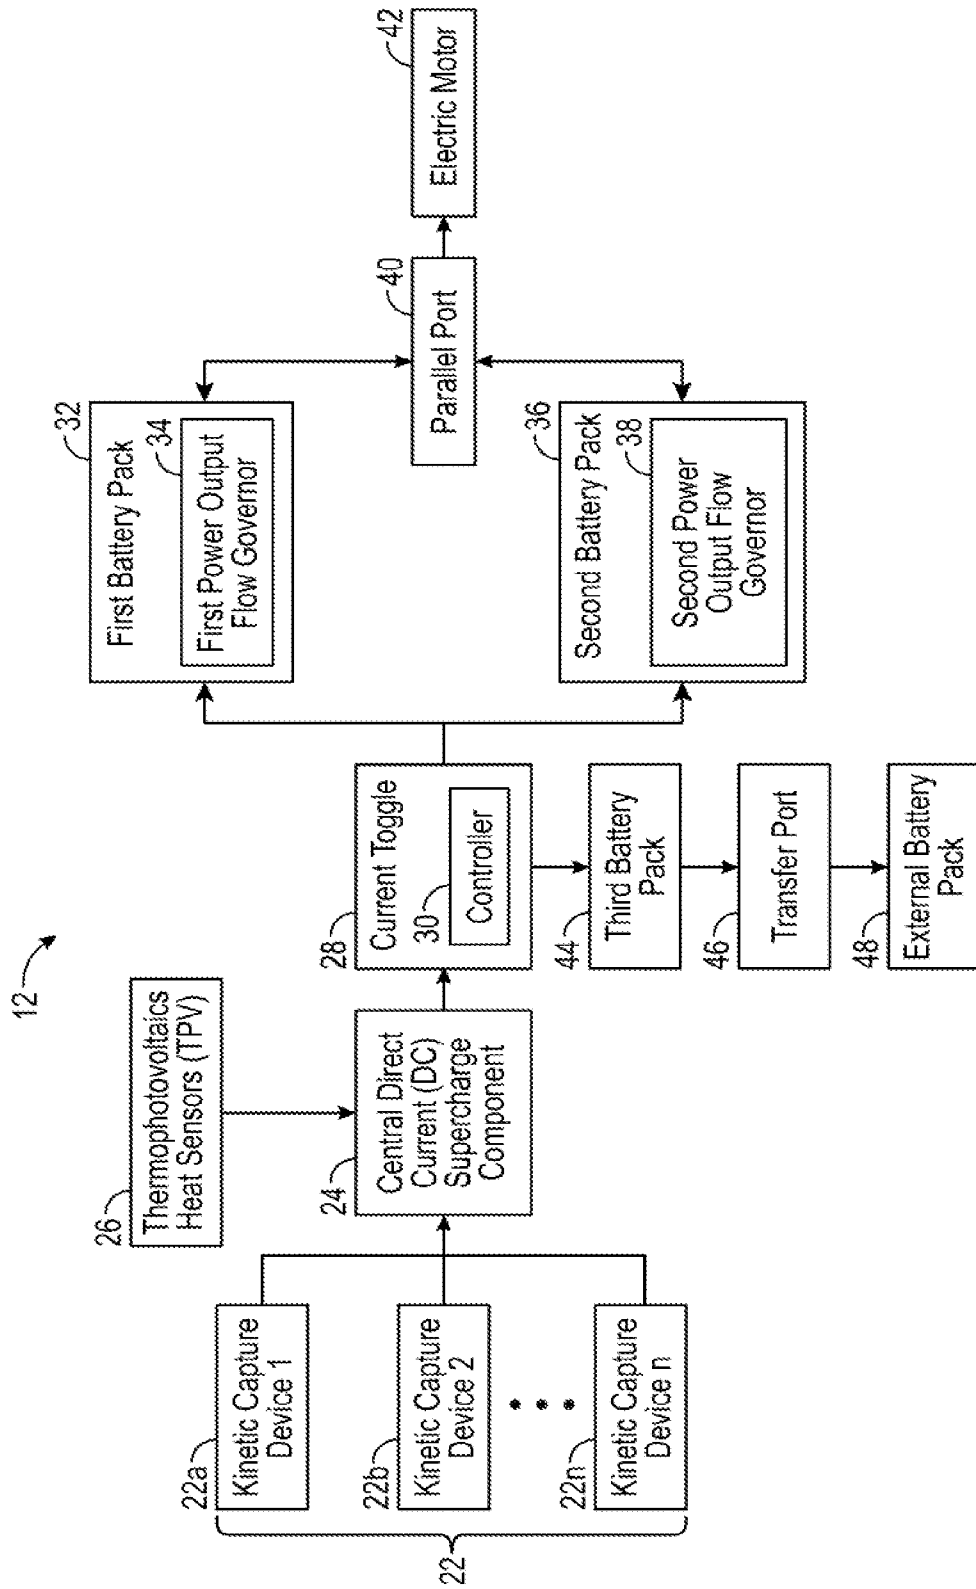 12
26
Thermophotovoltaics
Heat Sensors (TPV)
22
22a
Kinetic Capture
Device 1
22b
Kinetic Capture
Device 2
22n
Kinetic Capture
Device n
24
Central Direct
Current (DC)
Supercharge
Component
28
Current Toggle
30
Controller
44
Third Battery
Pack
46
Transfer Port
48
External Battery
Pack
32
First Battery Pack
34
First Power Output
Flow Governor
36
Second Battery Pack
38
Second Power
Output Flow
Governor
40
Parallel Port
42
Electric Motor